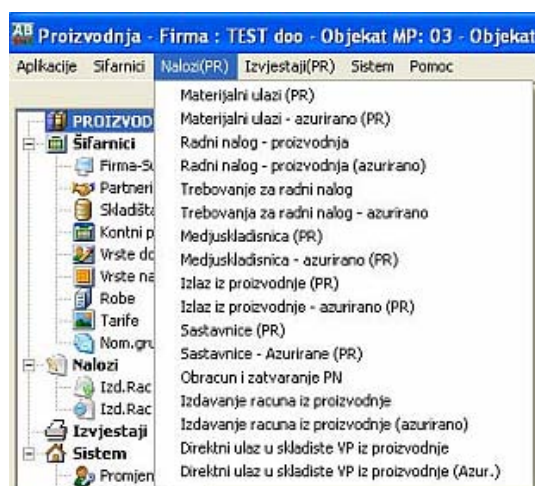 AB Proizvodnja - Firma : TEST doo - Objekat MP: 03 - Objekat
Aplikacije Sifarnici Nalozi(PR) Izvjestaji(PR) Sistem Pomoc
Materijalni ulazi (PR)
Materijalni ulazi - azurirano (PR)
Radni nalog - proizvodnja
Radni nalog - proizvodnja (azurirano)
Trebovanje za radni nalog
Trebovanja za radni nalog - azurirano
Medjuskladisnica (PR)
Medjuskladisnica - azurirano (PR)
Izlaz iz proizvodnje (PR)
Izlaz iz proizvodnje - azurirano (PR)
Sastavnice (PR)
Sastavnice - Azurirane (PR)
Obracun i zatvaranje PN
Izdavanje racuna iz proizvodnje
Izdavanje racuna iz proizvodnje (azurirano)
Direktni ulaz u skladiste VP iz proizvodnje
Direktni ulaz u skladiste VP iz proizvodnje (Azur.)
PROIZVOD
Šifarnici
Firma-Su
Partneri
Skladišta
Kontni p
Vrste do
Vrste na
Robe
Tarife
Nom.gru
Nalozi
Izd.Rac
Izd.Rac
Izvjestaji
Sistem
Promjen